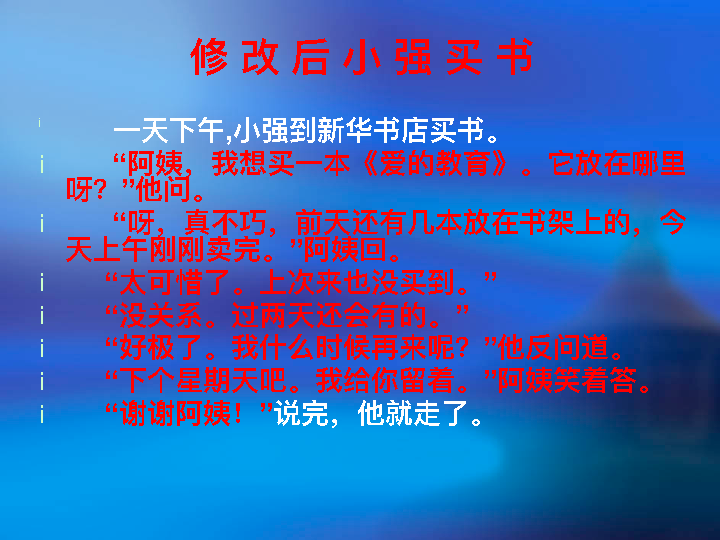 修改后小强买书
i 一天下午,小强到新华书店买书。
i “阿姨，我想买一本《爱的教育》。它放在哪里
呀？”他问。
i “呀，真不巧，前天还有几本放在书架上的，今
天上午刚刚卖完。”阿姨回。
i “太可惜了。上次来也没买到。”
i “没关系。过两天还会有的。”
i “好极了。我什么时候再来呢？”他反问道。
i “下个星期天吧。我给你留着。”阿姨笑着答。
i “谢谢阿姨！”说完，他就走了。